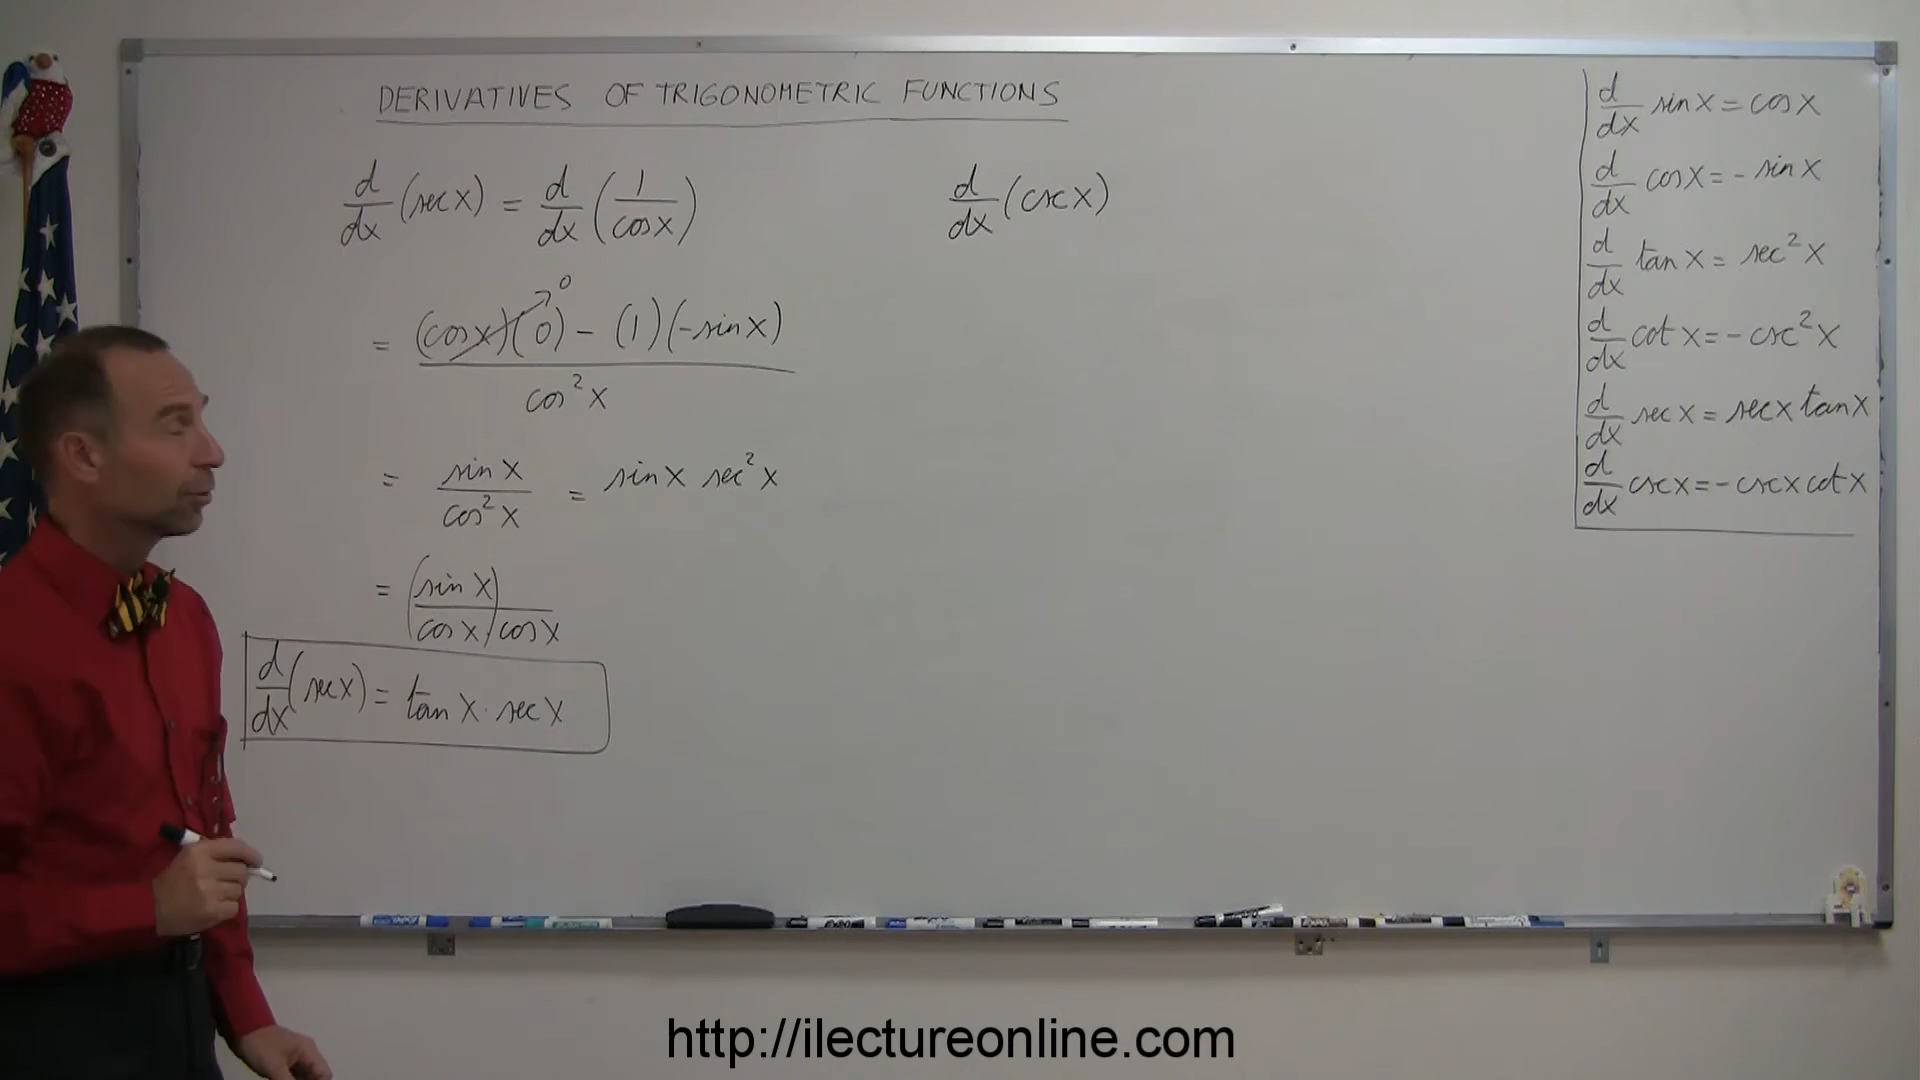 DERIVATIVES OF TRIGONOMETRIC FUNCTIONS
d/dx (sec x) = d/dx (1/cos x)
= ((cos x)(0)→0 - (1)(-sin x))/cos² x
= sin x/cos² x = sin x sec² x
= (sin x/cos x) /cos x
d/dx (sec x) = tan x · sec x
d/dx (csc x)
d/dx sin x = cos x
d/dx cos x = - sin x
d/dx tan x = sec² x
d/dx cot x = - csc² x
d/dx sec x = sec x tan x
d/dx csc x = - csc x cot x
http://ilectureonline.com